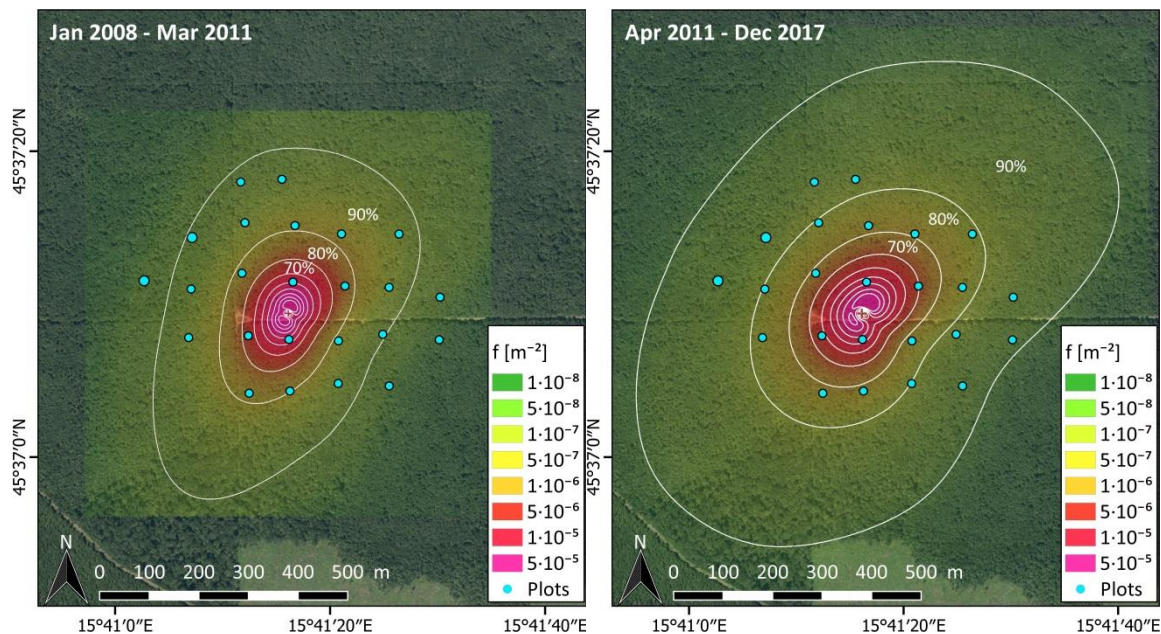 Jan 2008 - Mar 2011
90%
80%
70%
45°37′20″N
45°37′0″N
N
0 100 200 300 400 500 m
f [m⁻²]
1·10⁻⁸
5·10⁻⁸
1·10⁻⁷
5·10⁻⁷
1·10⁻⁶
5·10⁻⁶
1·10⁻⁵
5·10⁻⁵
Plots
15°41′0″E 15°41′20″E 15°41′40″
Apr 2011 - Dec 2017
90%
80%
70%
45°37′20″N
45°37′0″N
N
0 100 200 300 400 500 m
f [m⁻²]
1·10⁻⁸
5·10⁻⁸
1·10⁻⁷
5·10⁻⁷
1·10⁻⁶
5·10⁻⁶
1·10⁻⁵
5·10⁻⁵
Plots
15°41′0″E 15°41′20″E 15°41′40″